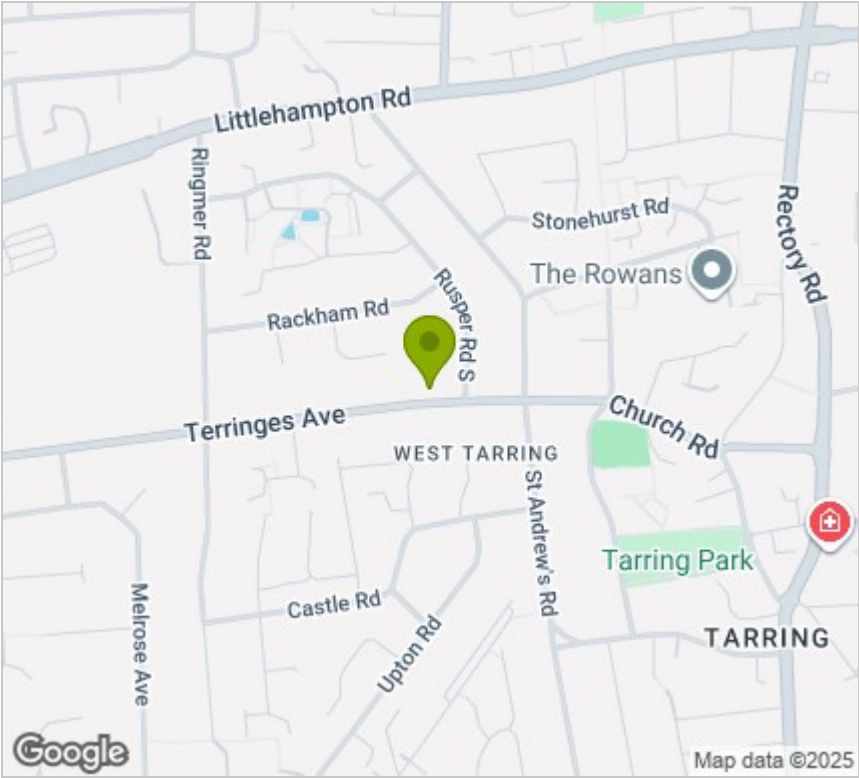 Littlehampton Rd
Ringmer Rd
Stonehurst Rd
Rectory Rd
The Rowans
Rusper Rd S
Rackham Rd
Terringes Ave
Church Rd
WEST TARRING
St Andrew's Rd
Tarring Park
Melrose Ave
Castle Rd
Upton Rd
TARRING
Google
Map data ©2025